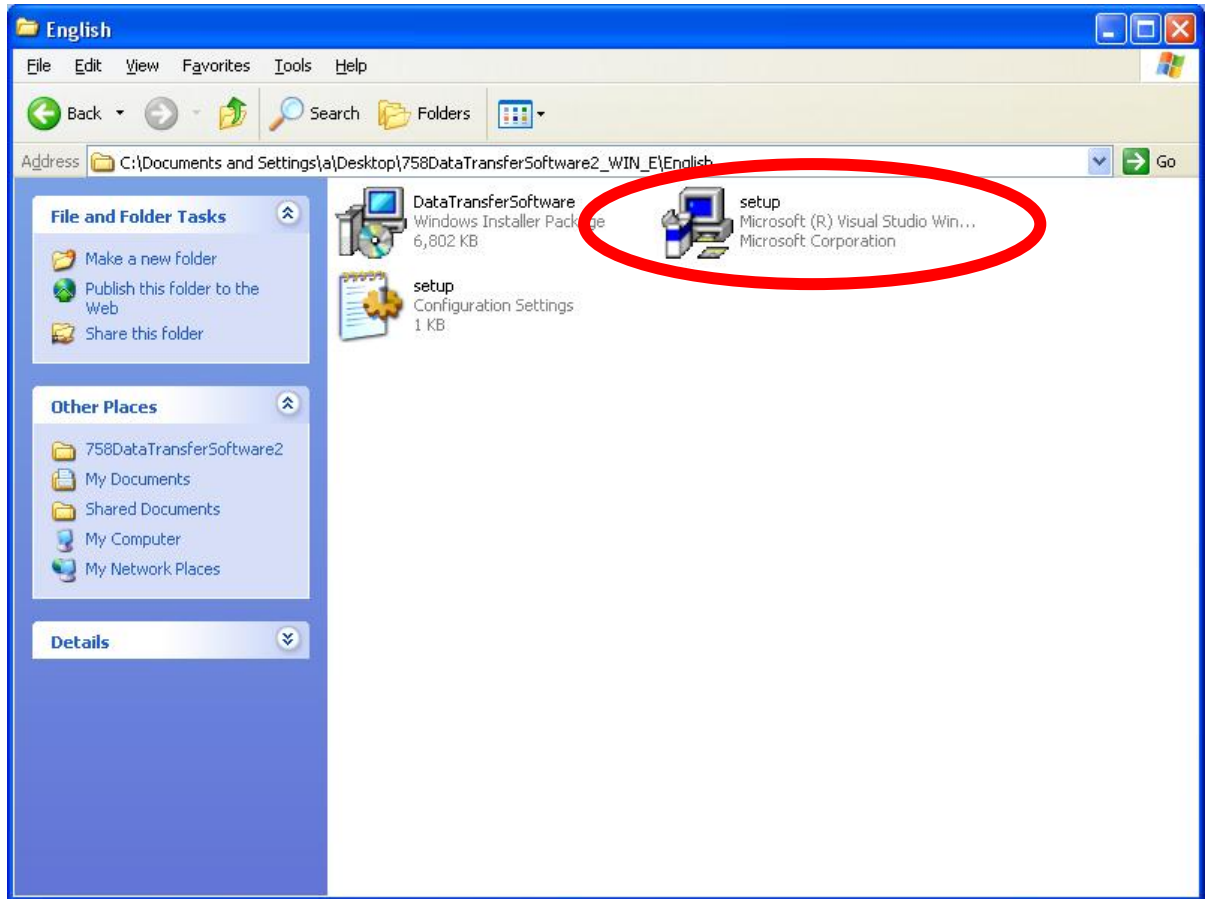 English
File Edit View Favorites Tools Help
Back Search Folders
Address C:\Documents and Settings\a\Desktop\758DataTransferSoftware2_WIN_E\English Go
File and Folder Tasks
Make a new folder
Publish this folder to the
Web
Share this folder
Other Places
758DataTransferSoftware2
My Documents
Shared Documents
My Computer
My Network Places
Details
DataTransferSoftware
Windows Installer Package
6,802 KB
setup
Microsoft (R) Visual Studio Win...
Microsoft Corporation
setup
Configuration Settings
1 KB